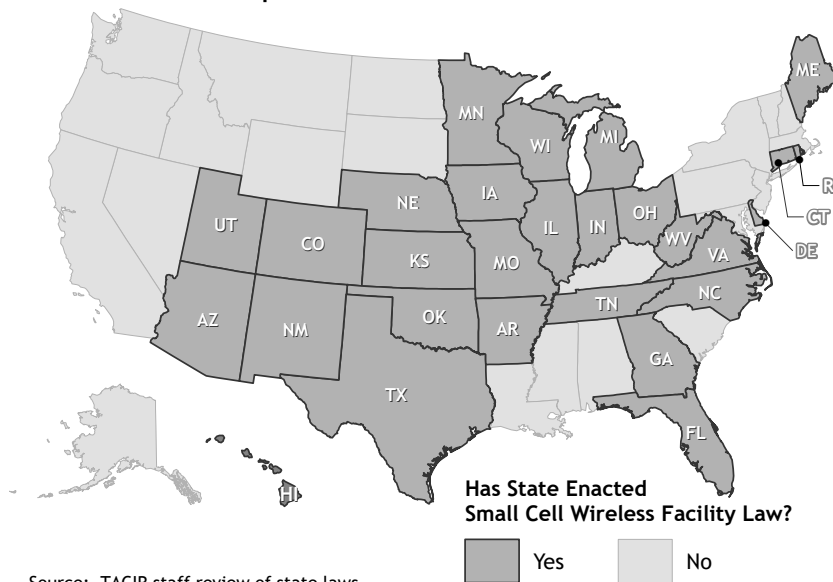 ME
MN
WI
MI
R
IA
NE
CT
OH
UT
IL
IN
CO
WV
DE
VA
KS
MO
NC
TN
AZ
OK
NM
AR
GA
TX
FL
HI
Has State Enacted
Small Cell Wireless Facility Law?
Yes
No
Source: TACIR staff review of state laws